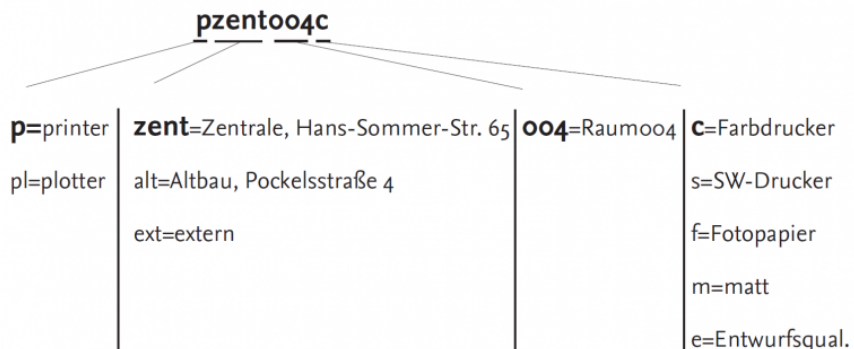 pzent004c
p=printer zent=Zentrale, Hans-Sommer-Str. 65 004=Raum004 c=Farbdrucker
pl=plotter alt=Altbau, Pockelsstraße 4 s=SW-Drucker
ext=extern f=Fotopapier
m=matt
e=Entwurfsqual.